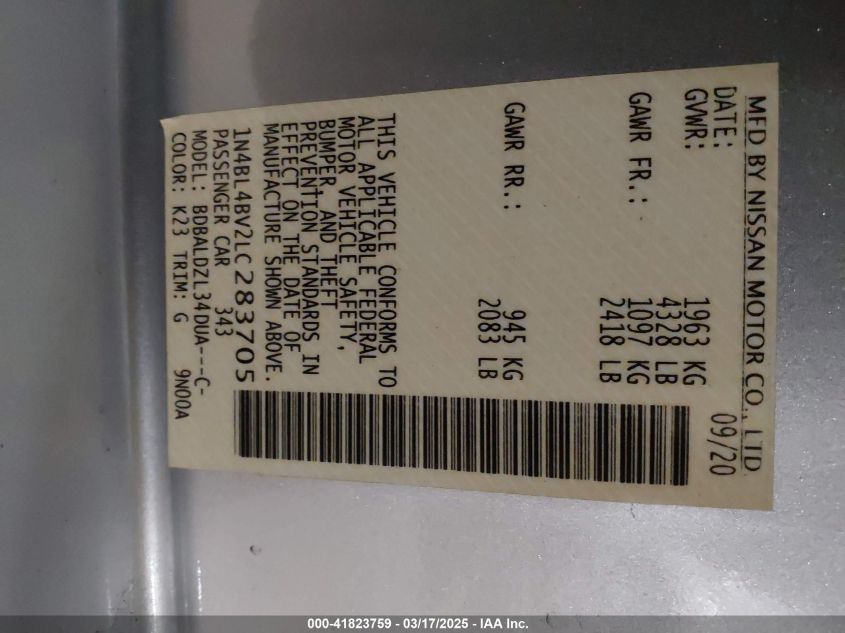 MFD BY NISSAN MOTOR CO., LTD.
DATE: 09/20
GVWR: 1963 KG
4328 LB
GAWR FR.: 1097 KG
2418 LB
GAWR RR.: 945 KG
2083 LB
THIS VEHICLE CONFORMS TO
ALL APPLICABLE FEDERAL
MOTOR VEHICLE SAFETY,
BUMPER, AND THEFT
PREVENTION STANDARDS IN
EFFECT ON THE DATE OF
MANUFACTURE SHOWN ABOVE.
1N4BL4BV2LC283705
PASSENGER CAR 343
MODEL: BDBALDZL34DUA---C-
COLOR: K23 TRIM: G 9N00A
000-41823759 - 03/17/2025 - IAA Inc.